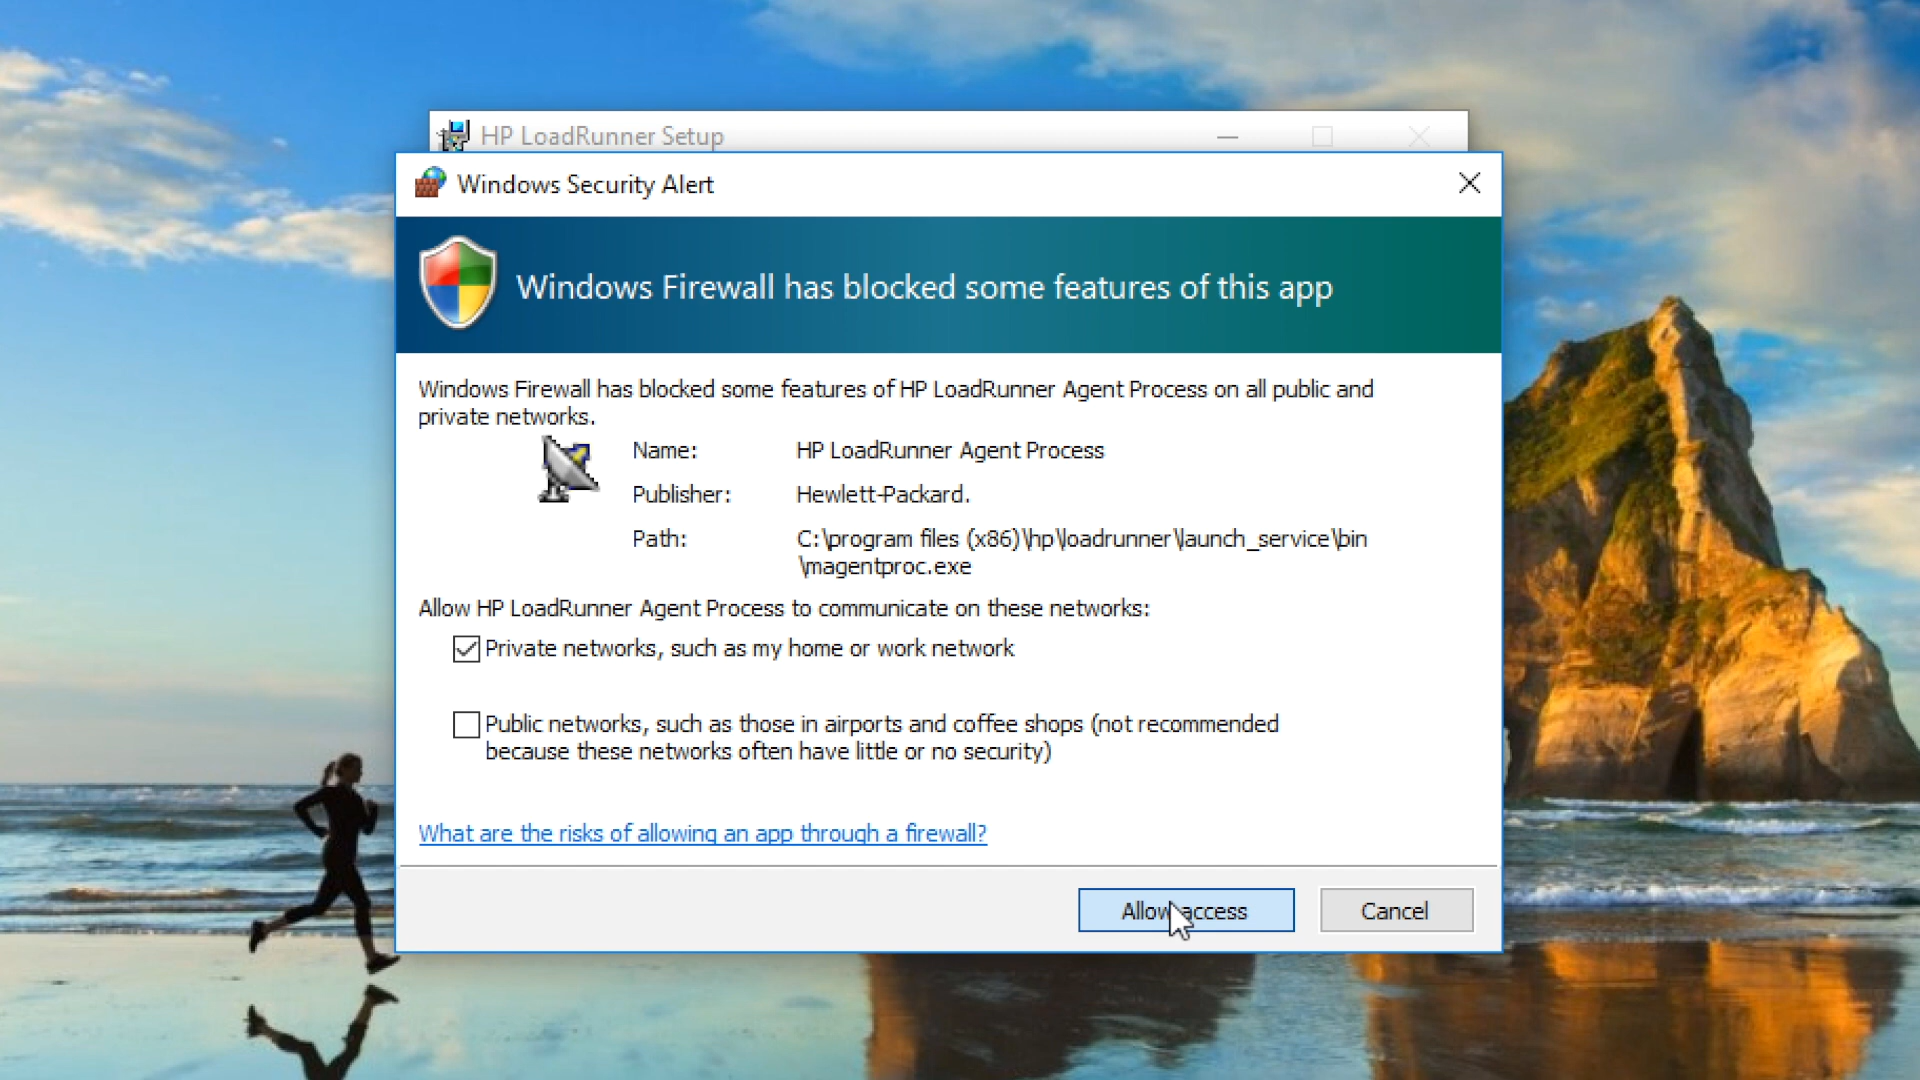 HP LoadRunner Setup
Windows Security Alert
Windows Firewall has blocked some features of this app
Windows Firewall has blocked some features of HP LoadRunner Agent Process on all public and
private networks.
Name: HP LoadRunner Agent Process
Publisher: Hewlett-Packard.
Path: C:\program files (x86)\hp\loadrunner\launch_service\bin
\magentproc.exe
Allow HP LoadRunner Agent Process to communicate on these networks:
Private networks, such as my home or work network
Public networks, such as those in airports and coffee shops (not recommended
because these networks often have little or no security)
What are the risks of allowing an app through a firewall?
Allow access Cancel